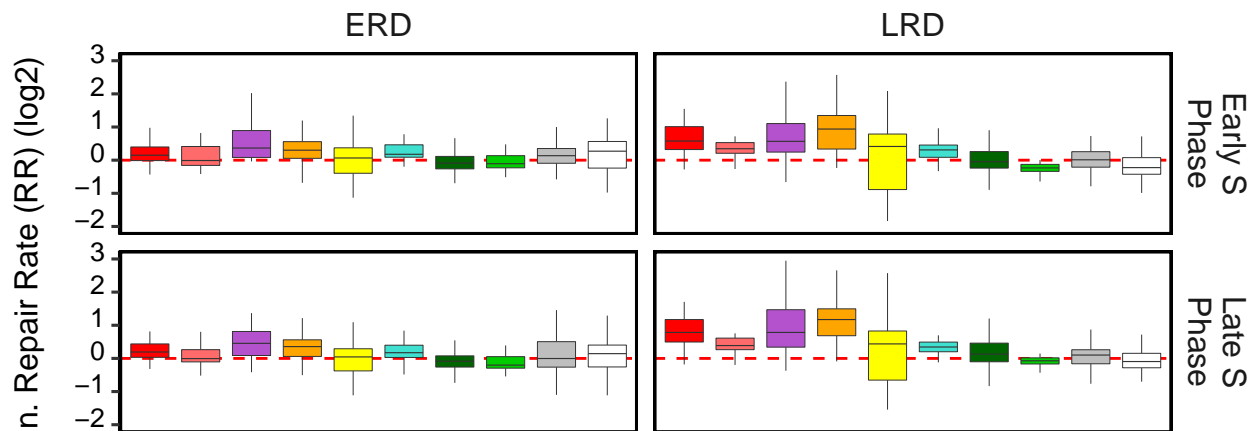 ERD
LRD
n. Repair Rate (RR) (log2)
3
2
1
0
−1
−2
Early S
Phase
3
2
1
0
−1
−2
Late S
Phase